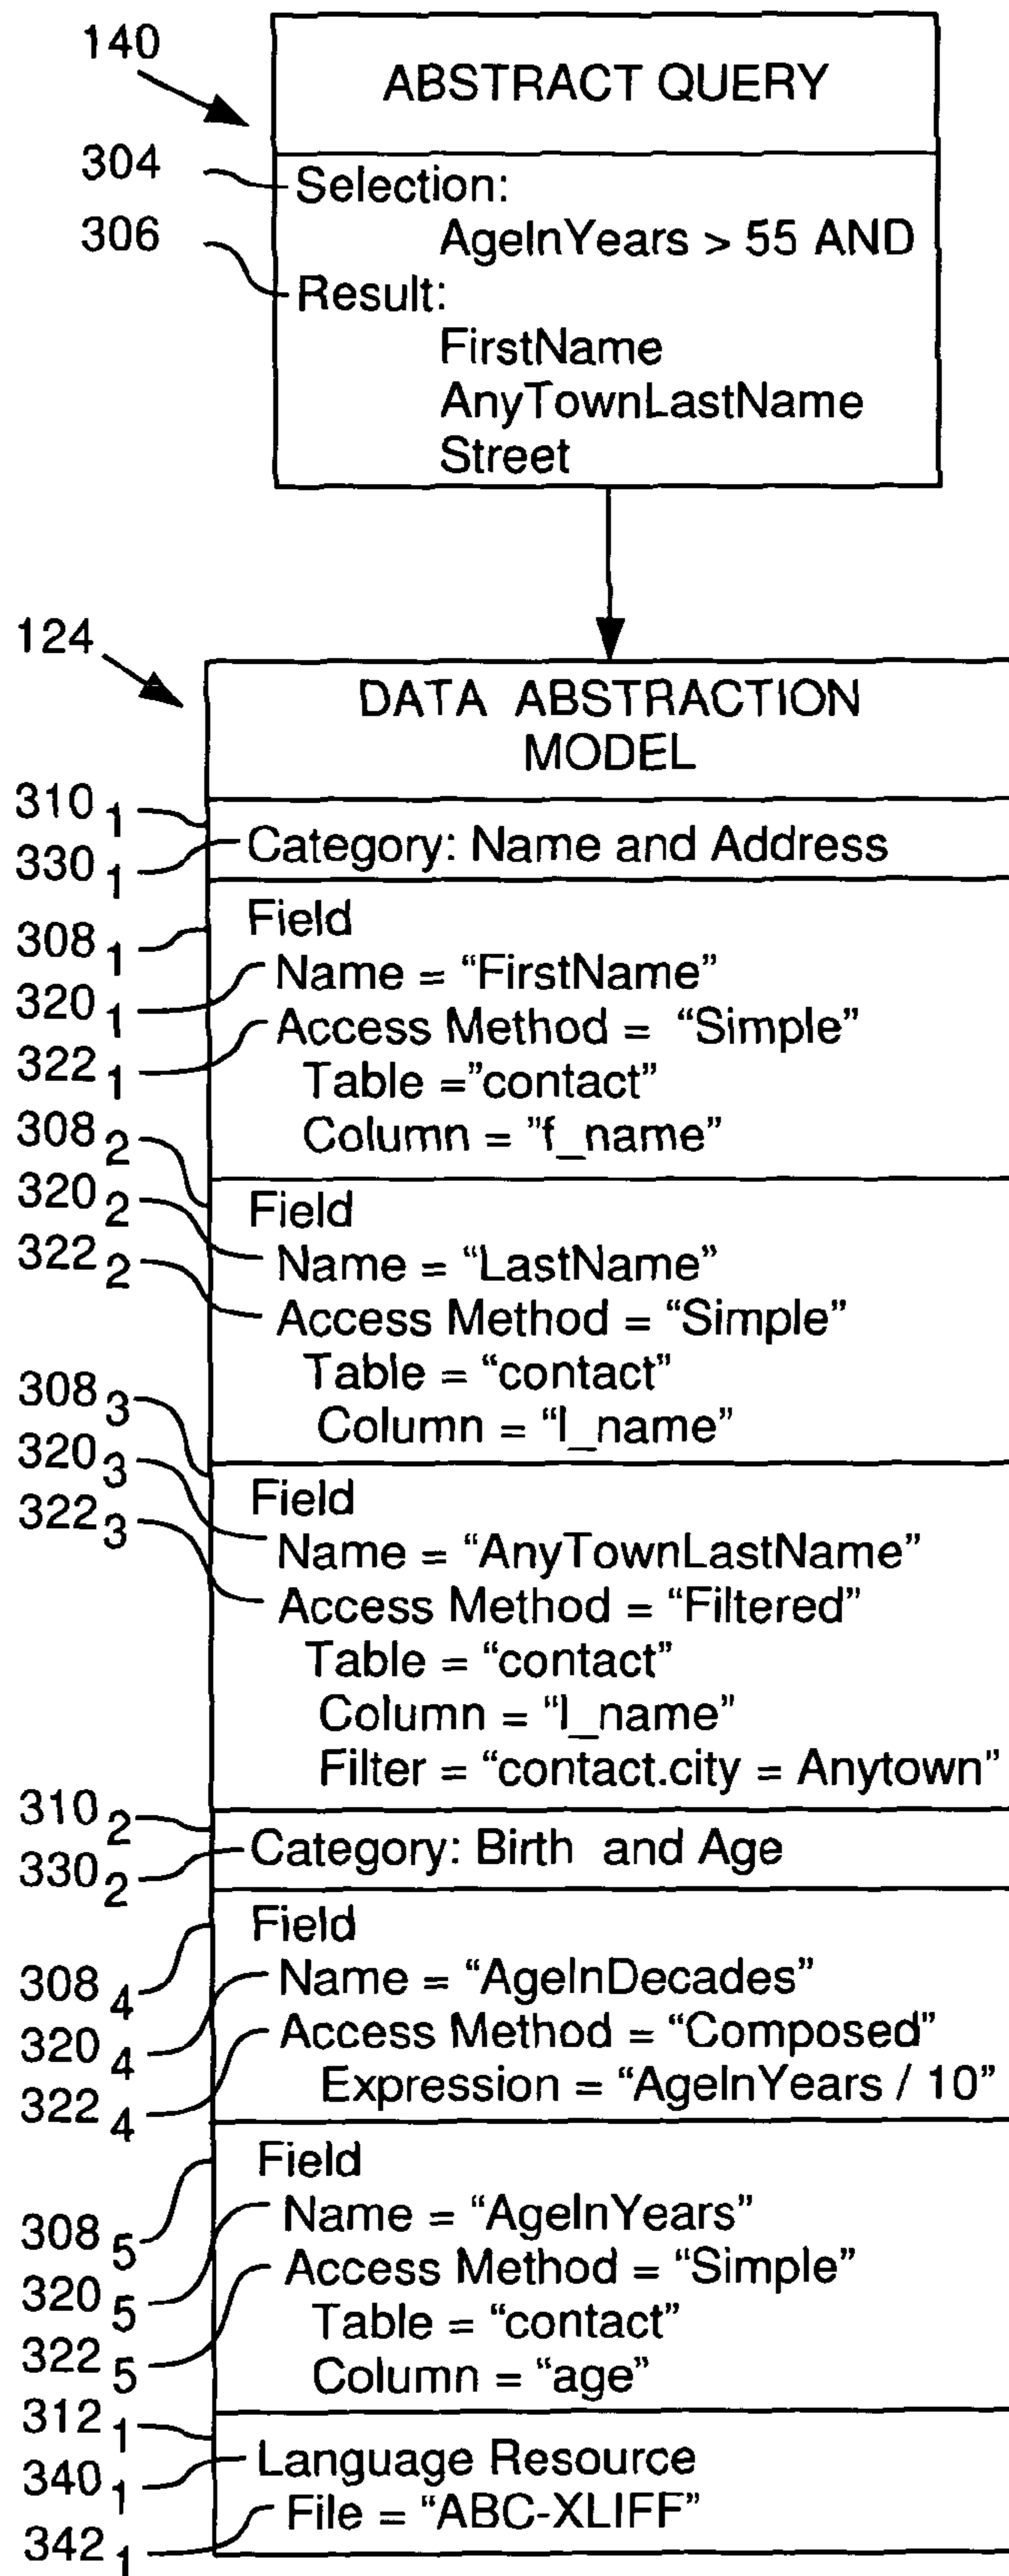 140
ABSTRACT QUERY
304
Selection:
AgeInYears > 55 AND
306
Result:
FirstName
AnyTownLastName
Street
124
DATA ABSTRACTION
MODEL
310 1
330 1
Category: Name and Address
308 1
Field
320 1
Name = “FirstName”
322 1
Access Method = “Simple”
Table =”contact”
Column = ”f_name”
308 2
320 2
Field
322 2
Name = “LastName”
Access Method = “Simple”
Table = “contact”
308 3
Column = “l_name”
320 3
Field
322 3
Name = “AnyTownLastName”
Access Method = “Filtered”
Table = “contact”
Column = “l_name”
Filter = “contact.city = Anytown”
310 2
330 2
Category: Birth and Age
Field
308 4
Name = “AgeInDecades”
320 4
Access Method = “Composed”
322 4
Expression = “AgeInYears / 10”
Field
308 5
Name = “AgeInYears”
320 5
Access Method = “Simple”
322 5
Table = “contact”
Column = “age”
312 1
340 1
Language Resource
342 1
File = “ABC-XLIFF”